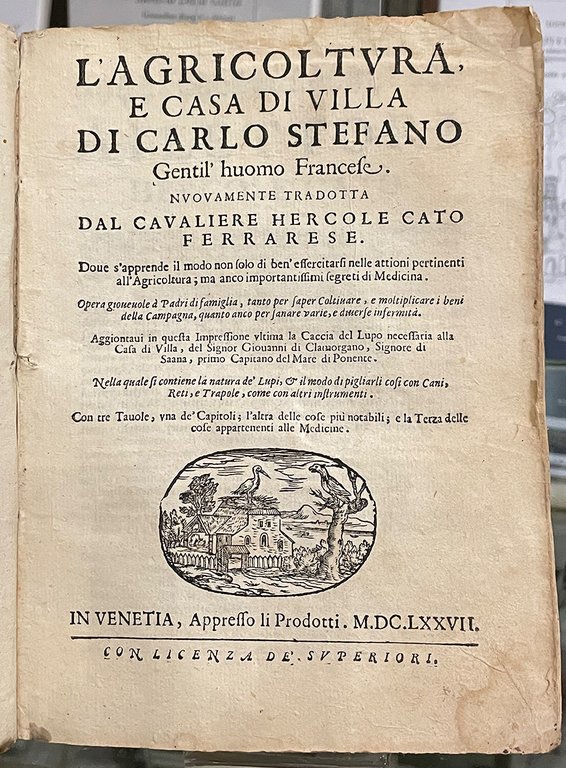 L'AGRICOLTVRA,
E CASA DI VILLA
DI CARLO STEFANO
Gentil' huomo Franceſe.
NVOVAMENTE TRADOTTA
DAL CAVALIERE HERCOLE CATO
FERRARESE.
Doue s'apprende il modo non ſolo di ben' eſſercitarſi nelle attioni pertinenti
all'Agricoltura; ma anco importantiſſimi ſegreti di Medicina.
Opera gioueuole à Padri di famiglia, tanto per ſaper Coltiuare, e moltiplicare i beni
della Campagna, quanto anco per ſanare varie, e diuerſe infermità.
Aggiontaui in queſta Impreſſione vltima la Caccia del Lupo neceſſaria alla
Caſa di Villa, del Signor Giouanni di Clamorgano, Signore di
Saana, primo Capitano del Mare di Ponente.
Nella quale ſi contiene la natura de' Lupi, & il modo di pigliarli coſi con Cani,
Reti, e Trapole, come con altri inſtrumenti.
Con tre Tauole, vna de' Capitoli; l'altra delle coſe più notabili; e la Terza delle
coſe appartenenti alle Medicine.
IN VENETIA, Appreſſo li Prodotti. M.DC.LXXVII.
CON LICENZA DE'. SVPERIORI.